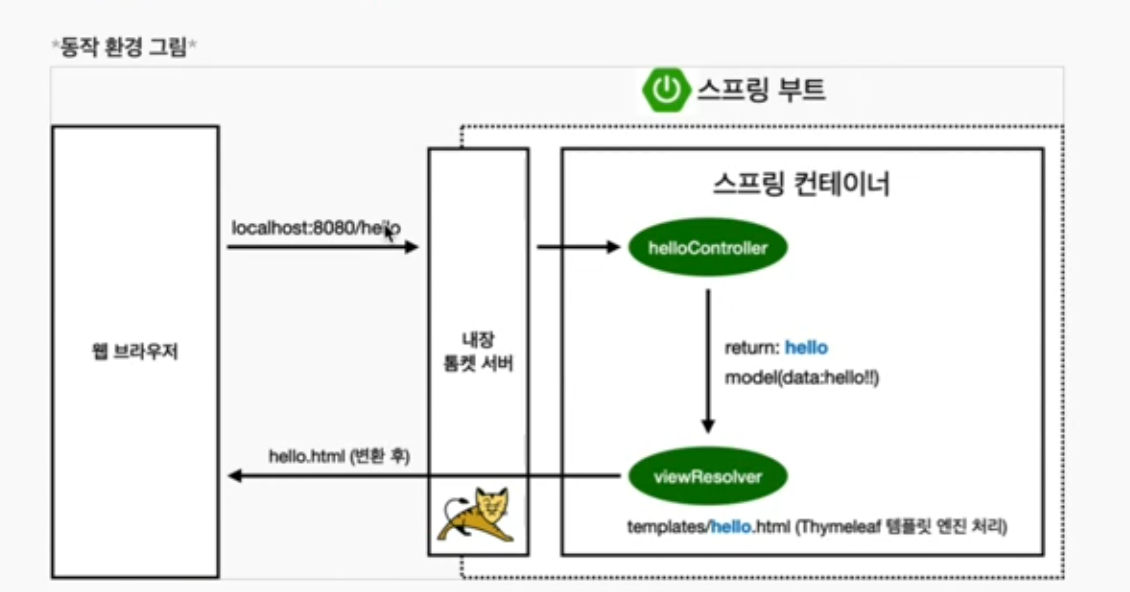 *동작 환경 그림*
스프링 부트
스프링 컨테이너
localhost:8080/hello
helloController
웹 브라우저
내장
톰켓 서버
return: hello
model(data:hello!!)
hello.html (변환 후)
viewResolver
templates/hello.html (Thymeleaf 템플릿 엔진 처리)